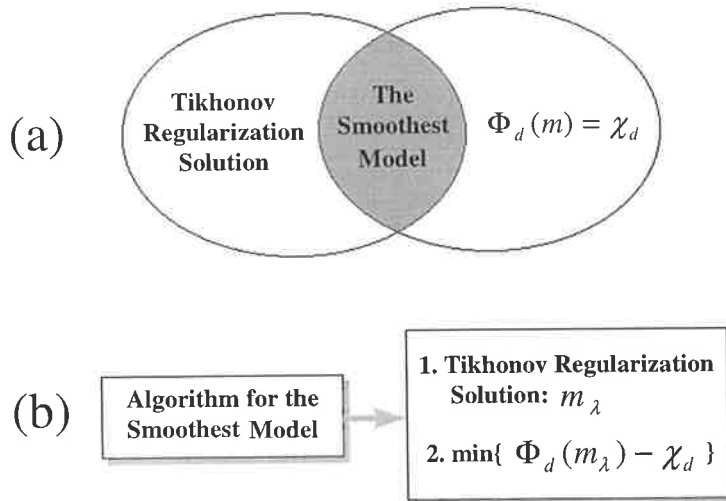 (a)
Tikhonov
Regularization
Solution
The
Smoothest
Model
Φ_d(m) = χ_d
(b)
Algorithm for the
Smoothest Model
1. Tikhonov Regularization
Solution: m_λ
2. min{ Φ_d(m_λ) − χ_d }